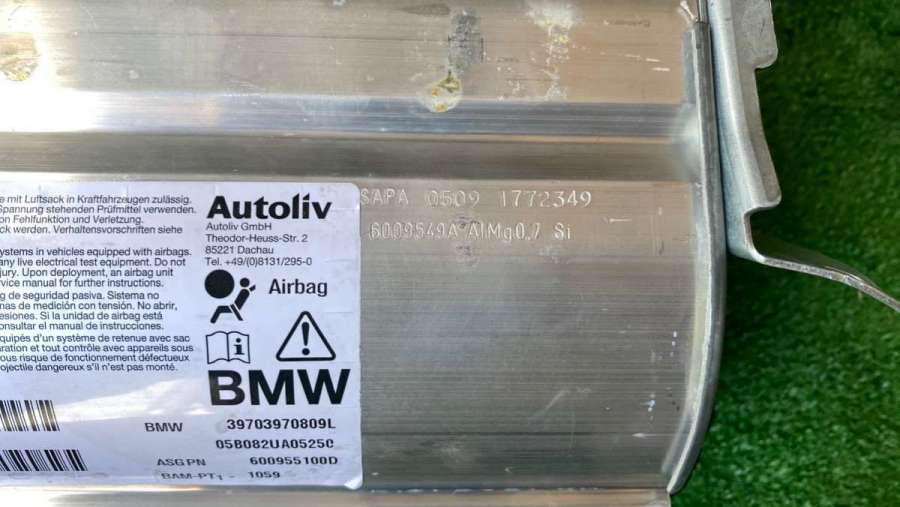 e mit Luftsack in Kraftfahrzeugen zulässig.
Spannung stehenden Prüfmittel verwenden.
on Fehlfunktion und Verletzung.
ck werden. Verhaltensvorschriften siehe
ystems in vehicles equipped with airbags.
any live electrical test equipment. Do not
jury. Upon deployment, an airbag unit
vice manual for further instructions.
g de seguridad pasiva. Sistema no
nas de medición con tensión. No abrir,
esiones. Si la unidad de airbag está
onsultar el manual de instrucciones.
equipés d'un système de retenue avec sac
aration et tout contrôle avec appareils sous
ous risque de fonctionnement défectueux
rojectile dangereux s'il n'est pas monté.
Autoliv
Autoliv GmbH
Theodor-Heuss-Str. 2
85221 Dachau
Tel. +49/(0)8131/295-0
Airbag
BMW
BMW 39703970809L
05B082UA0525C
ASG PN 600955100D
BAM-PT1 - 1059
SAPA 0509 1772349
6009549A AlMg0,7 Si